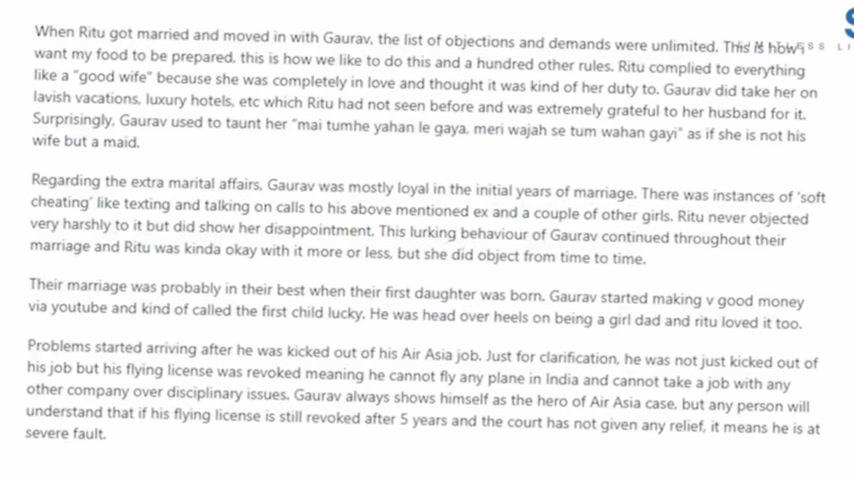 When Ritu got married and moved in with Gaurav, the list of objections and demands were unlimited. This is how i
want my food to be prepared, this is how we like to do this and a hundred other rules. Ritu complied to everything
like a "good wife" because she was completely in love and thought it was kind of her duty to. Gaurav did take her on
lavish vacations, luxury hotels, etc which Ritu had not seen before and was extremely grateful to her husband for it.
Surprisingly, Gaurav used to taunt her "mai tumhe yahan le gaya, meri wajah se tum wahan gayi" as if she is not his
wife but a maid.
Regarding the extra marital affairs, Gaurav was mostly loyal in the initial years of marriage. There was instances of 'soft
cheating' like texting and talking on calls to his above mentioned ex and a couple of other girls. Ritu never objected
very harshly to it but did show her disappointment. This lurking behaviour of Gaurav continued throughout their
marriage and Ritu was kinda okay with it more or less, but she did object from time to time.
Their marriage was probably in their best when their first daughter was born. Gaurav started making v good money
via youtube and kind of called the first child lucky. He was head over heels on being a girl dad and ritu loved it too.
Problems started arriving after he was kicked out of his Air Asia job. Just for clarification, he was not just kicked out of
his job but his flying license was revoked meaning he cannot fly any plane in India and cannot take a job with any
other company over disciplinary issues. Gaurav always shows himself as the hero of Air Asia case, but any person will
understand that if his flying license is still revoked after 5 years and the court has not given any relief, it means he is at
severe fault.